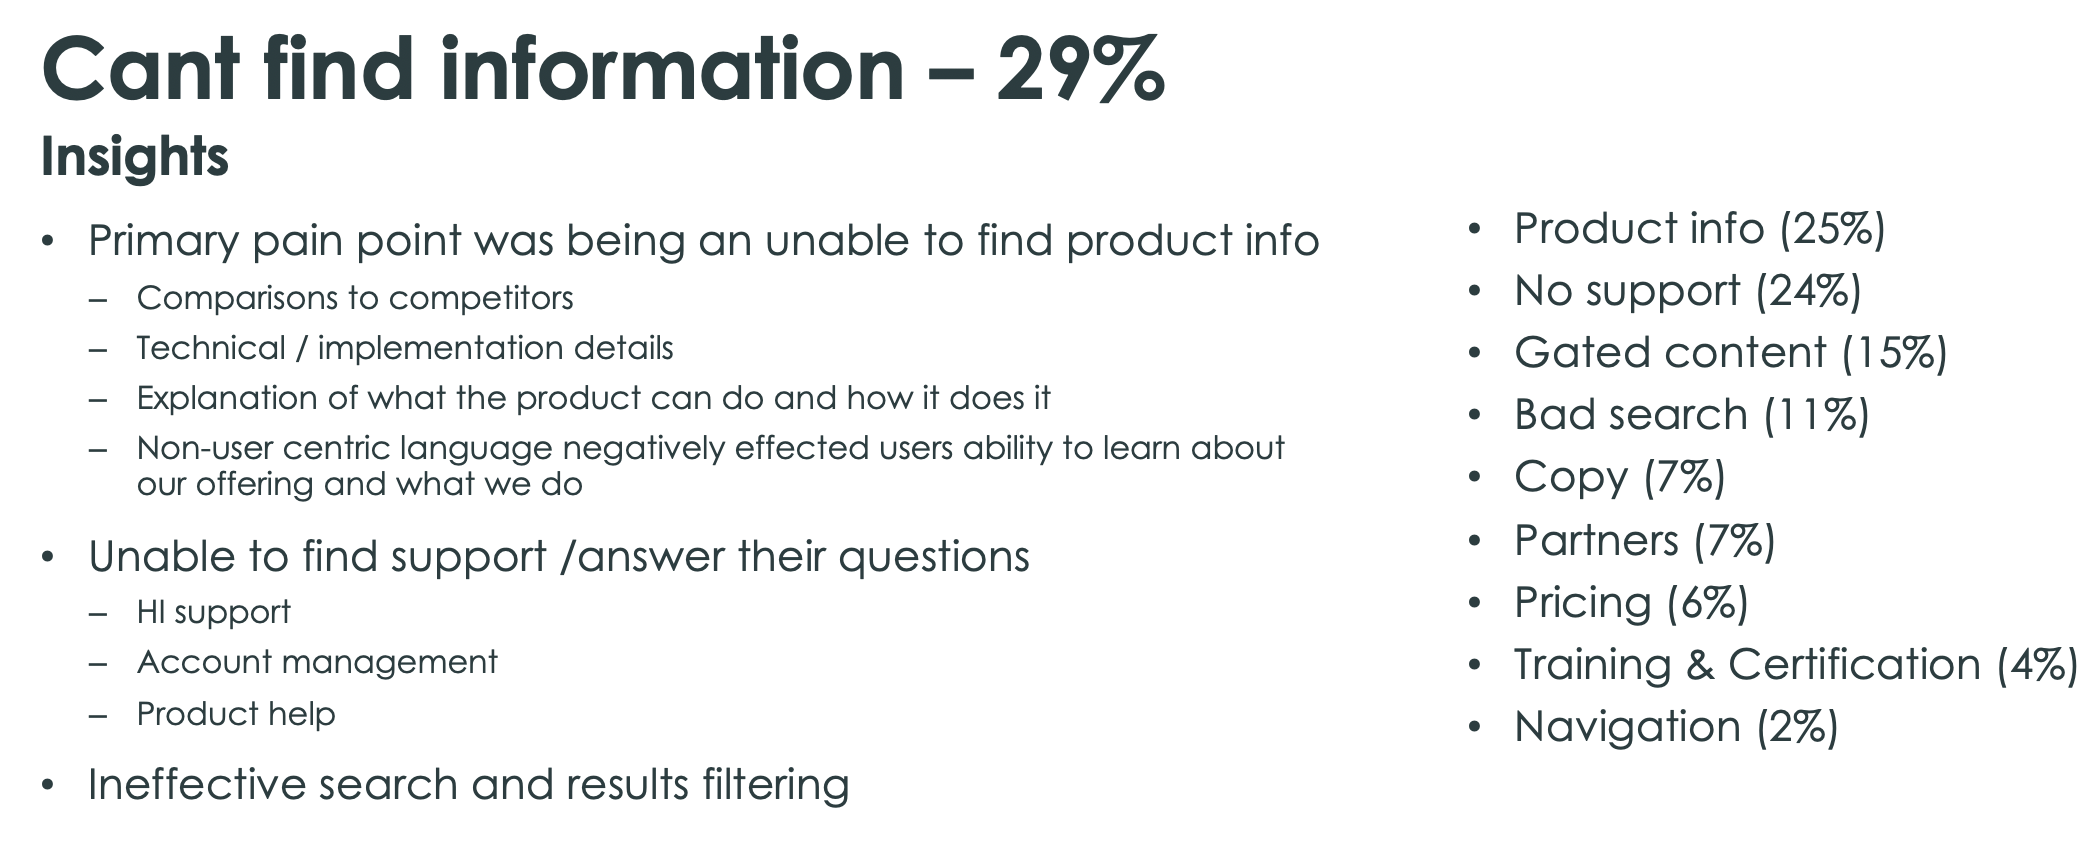 Cant find information – 29%
Insights
• Primary pain point was being an unable to find product info
– Comparisons to competitors
– Technical / implementation details
– Explanation of what the product can do and how it does it
– Non-user centric language negatively effected users ability to learn about
our offering and what we do
• Unable to find support /answer their questions
– HI support
– Account management
– Product help
• Ineffective search and results filtering
• Product info (25%)
• No support (24%)
• Gated content (15%)
• Bad search (11%)
• Copy (7%)
• Partners (7%)
• Pricing (6%)
• Training & Certification (4%)
• Navigation (2%)